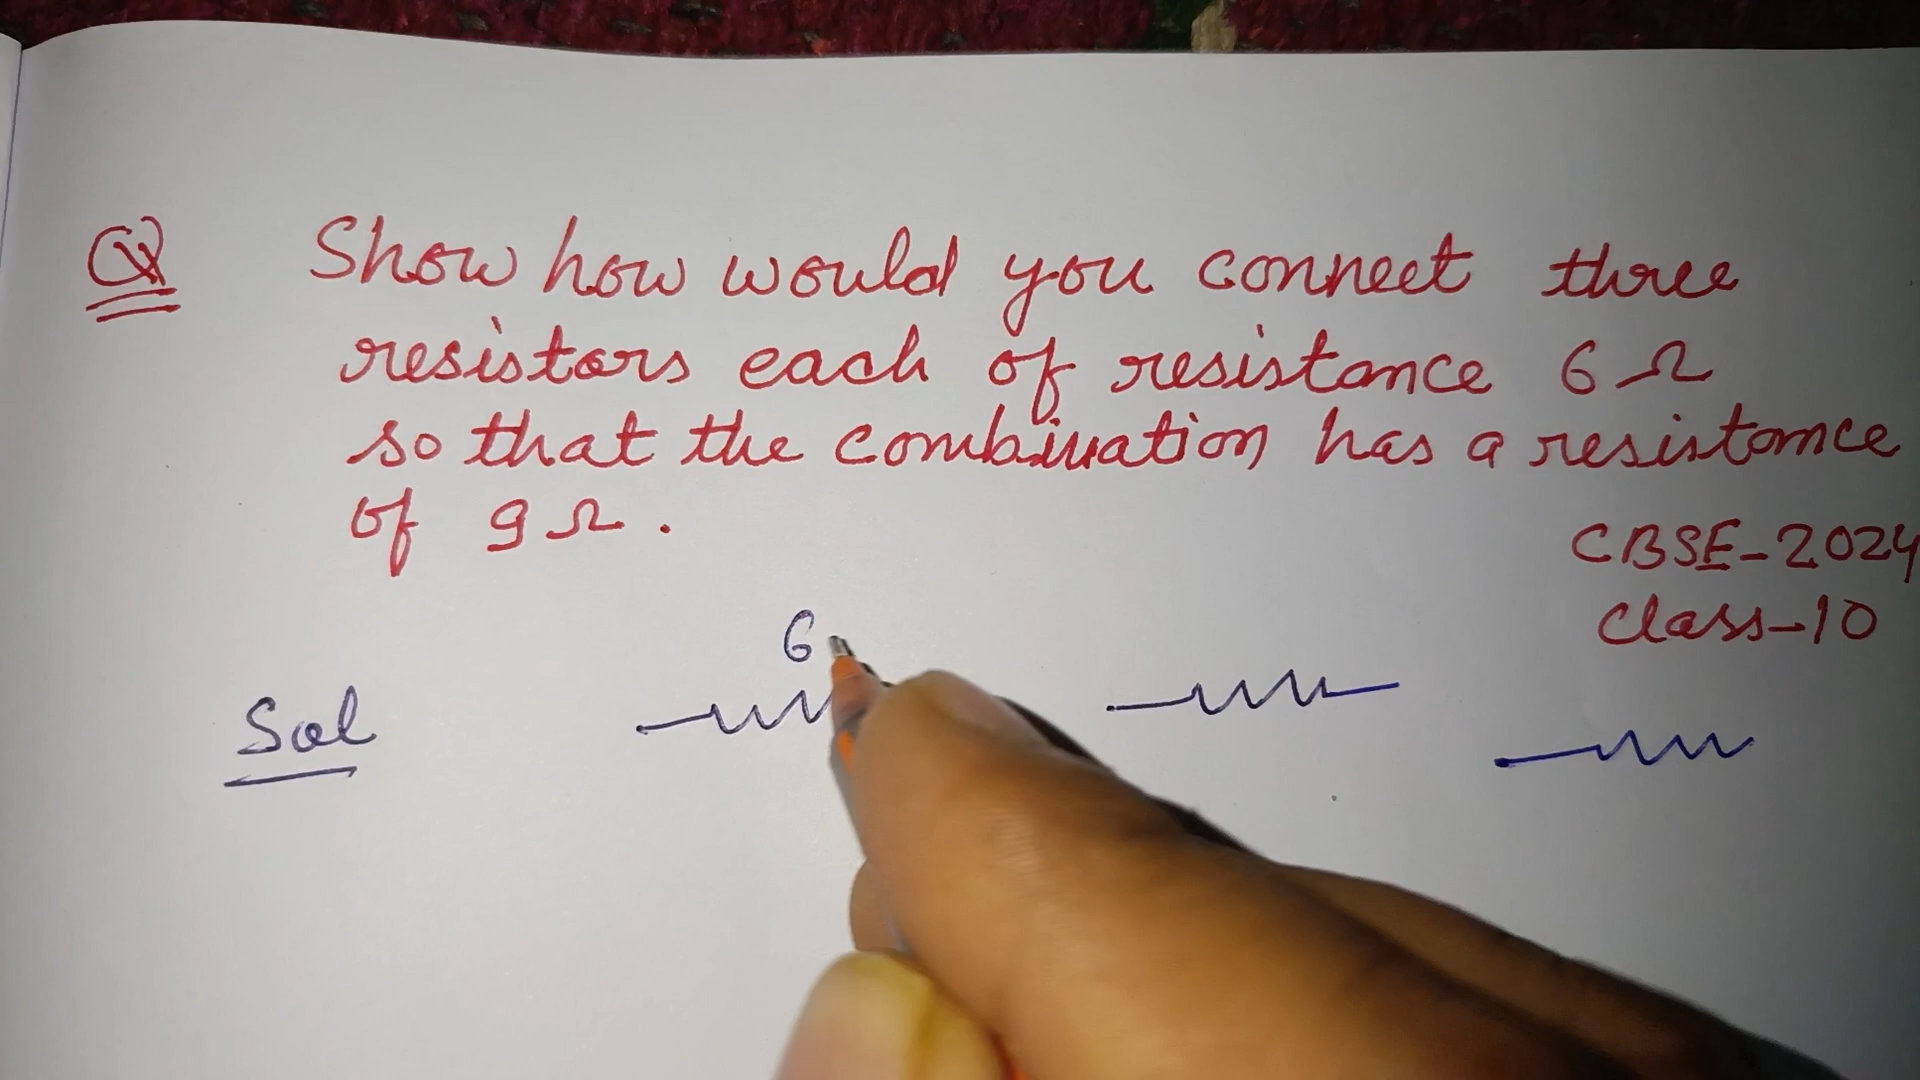 Q Show how would you connect three
resistors each of resistance 6 Ω
so that the combination has a resistance
of 9 Ω.
CBSE-2024
Class-10
6
Sol